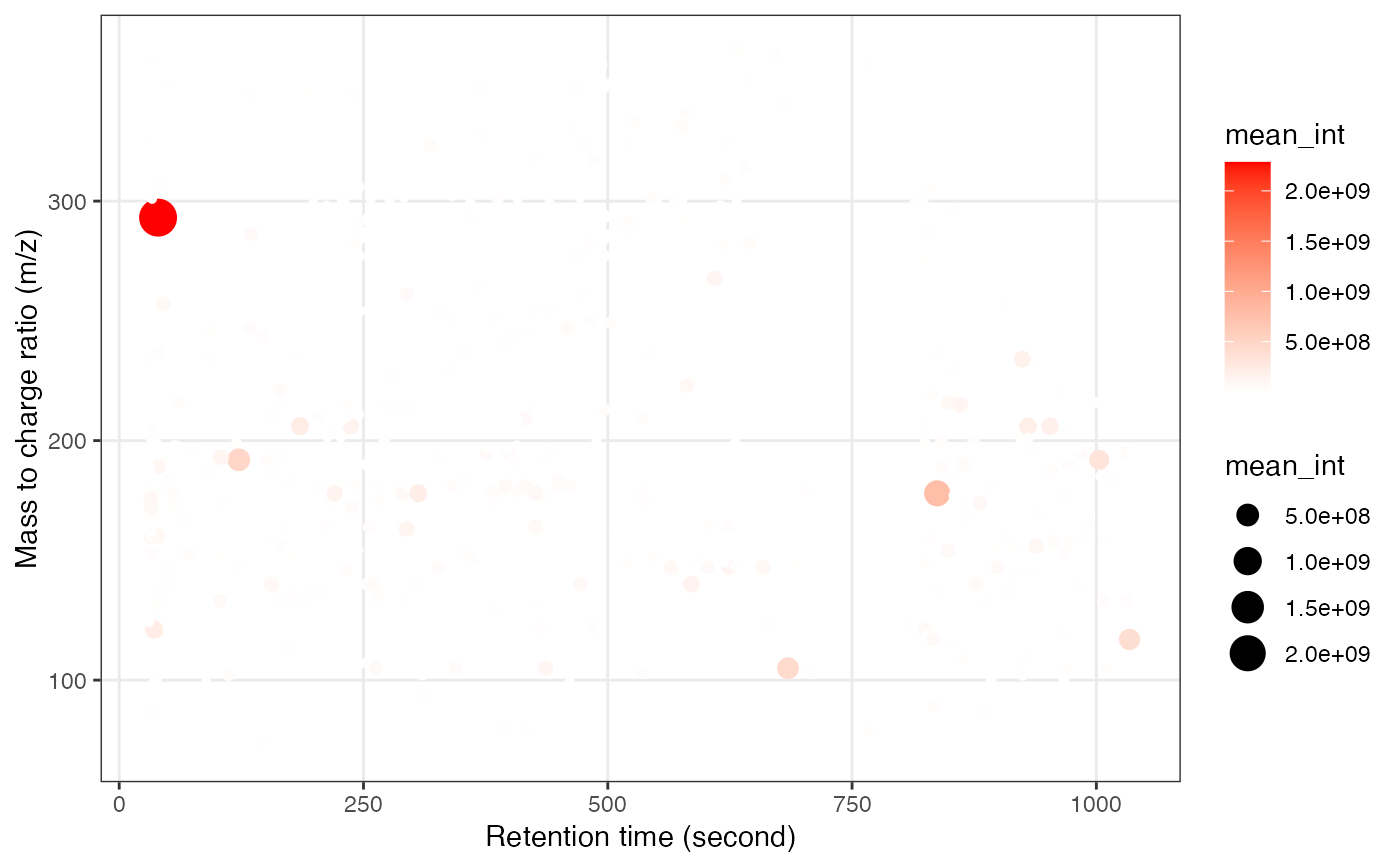 Mass to charge ratio (m/z)
300
200
100
0
250
500
750
1000
Retention time (second)
mean_int
2.0e+09
1.5e+09
1.0e+09
5.0e+08
mean_int
5.0e+08
1.0e+09
1.5e+09
2.0e+09